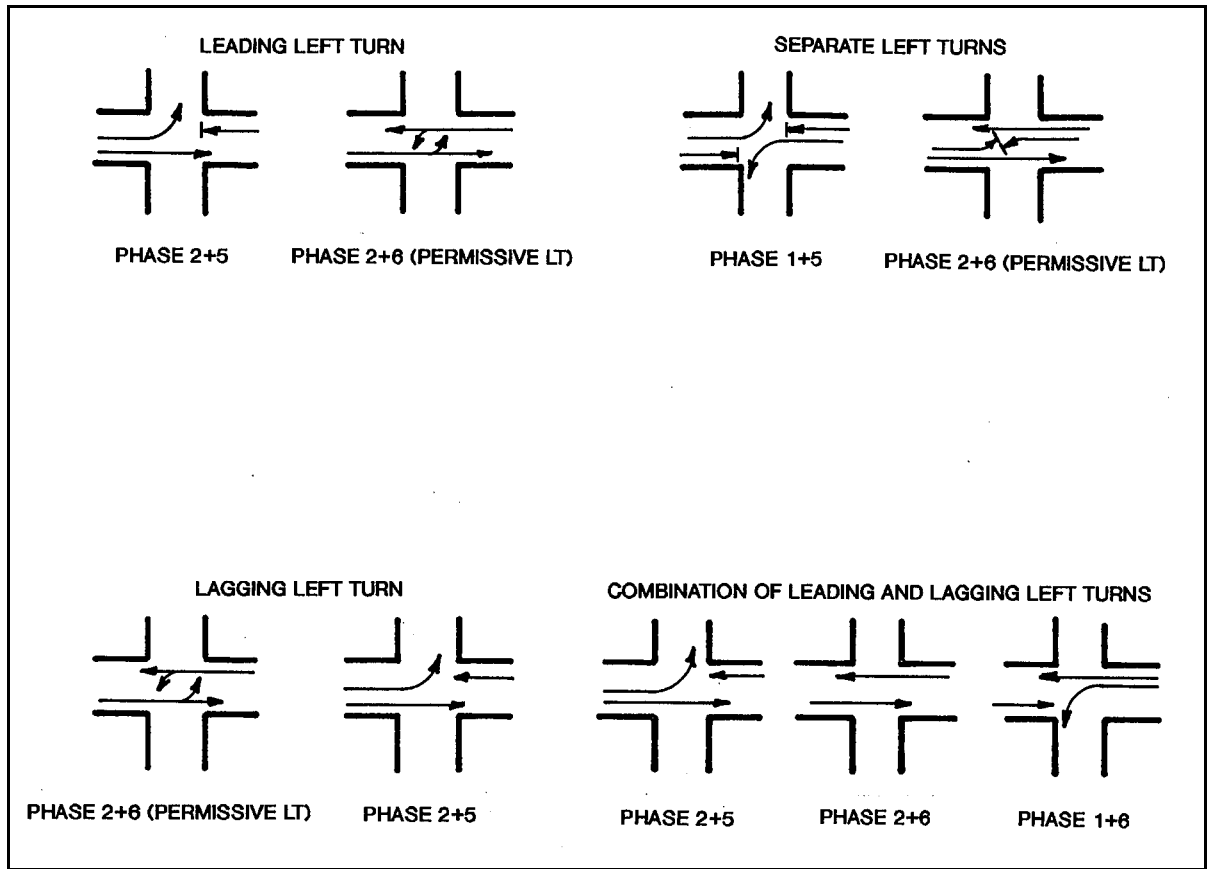 LEADING LEFT TURN
PHASE 2+5
PHASE 2+6 (PERMISSIVE LT)
SEPARATE LEFT TURNS
PHASE 1+5
PHASE 2+6 (PERMISSIVE LT)
LAGGING LEFT TURN
PHASE 2+6 (PERMISSIVE LT)
PHASE 2+5
COMBINATION OF LEADING AND LAGGING LEFT TURNS
PHASE 2+5
PHASE 2+6
PHASE 1+6